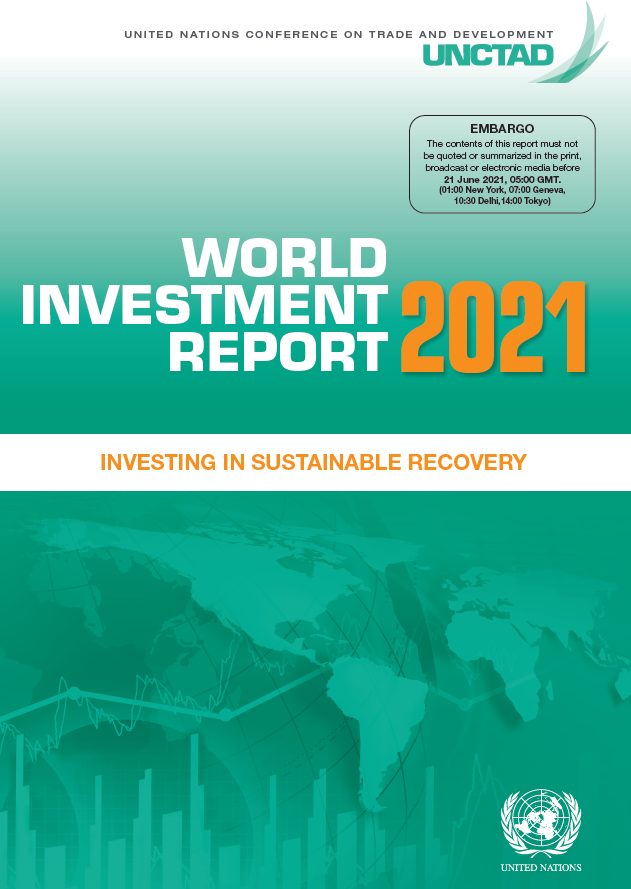 UNITED NATIONS CONFERENCE ON TRADE AND DEVELOPMENT
UNCTAD
EMBARGO
The contents of this report must not
be quoted or summarized in the print,
broadcast or electronic media before
21 June 2021, 05:00 GMT.
(01:00 New York, 07:00 Geneva,
10:30 Delhi,14:00 Tokyo)
WORLD
INVESTMENT
REPORT
2021
INVESTING IN SUSTAINABLE RECOVERY
UNITED NATIONS